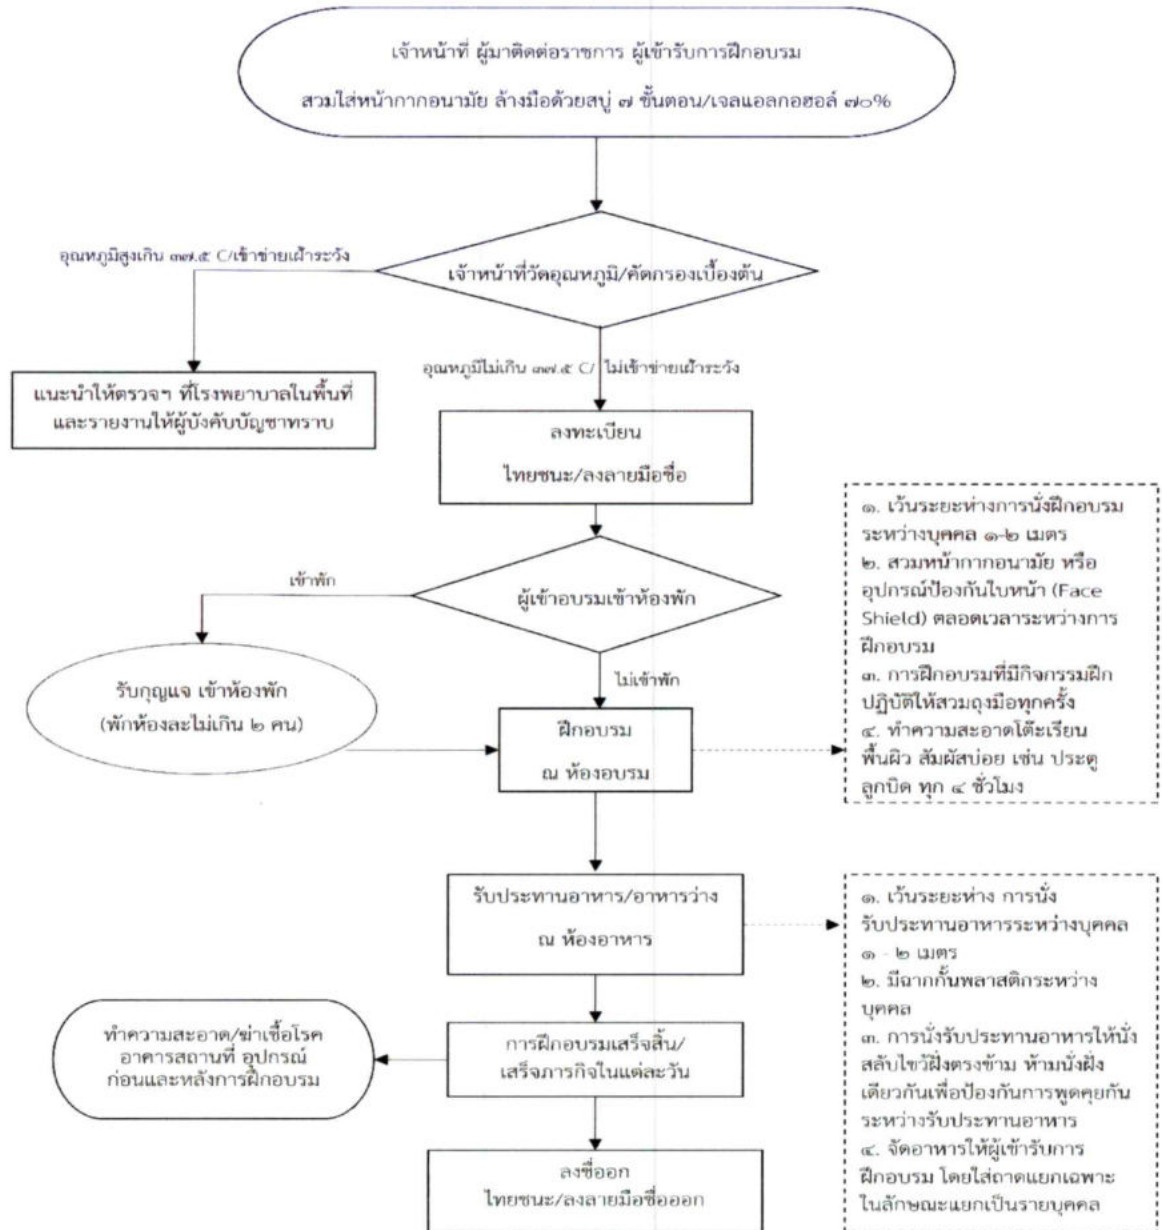 เจ้าหน้าที่ ผู้มาติดต่อราชการ ผู้เข้ารับการฝึกอบรม
สวมใส่หน้ากากอนามัย ล้างมือด้วยสบู่ ๗ ขั้นตอน/เจลแอลกอฮอล์ ๗๐%
อุณหภูมิสูงเกิน ๓๗.๕ C/เข้าข่ายเฝ้าระวัง
เจ้าหน้าที่วัดอุณหภูมิ/คัดกรองเบื้องต้น
อุณหภูมิไม่เกิน ๓๗.๕ C/ ไม่เข้าข่ายเฝ้าระวัง
แนะนำให้ตรวจฯ ที่โรงพยาบาลในพื้นที่
และรายงานให้ผู้บังคับบัญชาทราบ
ลงทะเบียน
ไทยชนะ/ลงลายมือชื่อ
เข้าพัก
ผู้เข้าอบรมเข้าห้องพัก
ไม่เข้าพัก
รับกุญแจ เข้าห้องพัก
(พักห้องละไม่เกิน ๒ คน)
ฝึกอบรม
ณ ห้องอบรม
๑. เว้นระยะห่างการนั่งฝึกอบรม
ระหว่างบุคคล ๑-๒ เมตร
๒. สวมหน้ากากอนามัย หรือ
อุปกรณ์ป้องกันใบหน้า (Face
Shield) ตลอดเวลาระหว่างการ
ฝึกอบรม
๓. การฝึกอบรมที่มีกิจกรรมฝึก
ปฏิบัติให้สวมถุงมือทุกครั้ง
๔. ทำความสะอาดโต๊ะเรียน
พื้นผิว สัมผัสบ่อย เช่น ประตู
ลูกบิด ทุก ๔ ชั่วโมง
รับประทานอาหาร/อาหารว่าง
ณ ห้องอาหาร
๑. เว้นระยะห่าง การนั่ง
รับประทานอาหารระหว่างบุคคล
๑ - ๒ เมตร
๒. มีฉากกั้นพลาสติกระหว่าง
บุคคล
๓. การนั่งรับประทานอาหารให้นั่ง
สลับไขว้ฝั่งตรงข้าม ห้ามนั่งฝั่ง
เดียวกันเพื่อป้องกันการพูดคุยกัน
ระหว่างรับประทานอาหาร
๔. จัดอาหารให้ผู้เข้ารับการ
ฝึกอบรม โดยใส่ถาดแยกเฉพาะ
ในลักษณะแยกเป็นรายบุคคล
การฝึกอบรมเสร็จสิ้น/
เสร็จภารกิจในแต่ละวัน
ทำความสะอาด/ฆ่าเชื้อโรค
อาคารสถานที่ อุปกรณ์
ก่อนและหลังการฝึกอบรม
ลงชื่อออก
ไทยชนะ/ลงลายมือชื่อออก